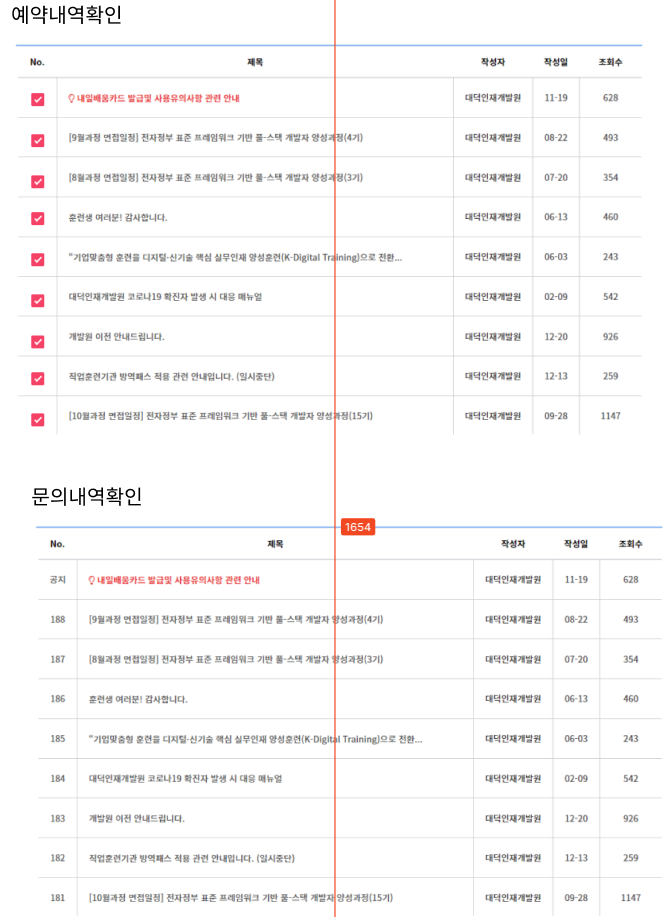 예약내역확인
No. 제목 작성자 작성일 조회수
내일배움카드 발급및 사용유의사항 관련 안내 대덕인재개발원 11-19 628
[9월과정 면접일정] 전자정부 표준 프레임워크 기반 풀-스택 개발자 양성과정(4기) 대덕인재개발원 08-22 493
[8월과정 면접일정] 전자정부 표준 프레임워크 기반 풀-스택 개발자 양성과정(3기) 대덕인재개발원 07-20 354
훈련생 여러분! 감사합니다. 대덕인재개발원 06-13 460
"기업맞춤형 훈련을 디지털-신기술 핵심 실무인재 양성훈련(K-Digital Training)으로 전환... 대덕인재개발원 06-03 243
대덕인재개발원 코로나19 확진자 발생 시 대응 매뉴얼 대덕인재개발원 02-09 542
개발원 이전 안내드립니다. 대덕인재개발원 12-20 926
직업훈련기관 방역패스 적용 관련 안내입니다. (일시중단) 대덕인재개발원 12-13 259
[10월과정 면접일정] 전자정부 표준 프레임워크 기반 풀-스택 개발자 양성과정(15기) 대덕인재개발원 09-28 1147
문의내역확인
1654
No. 제목 작성자 작성일 조회수
공지 내일배움카드 발급및 사용유의사항 관련 안내 대덕인재개발원 11-19 628
188 [9월과정 면접일정] 전자정부 표준 프레임워크 기반 풀-스택 개발자 양성과정(4기) 대덕인재개발원 08-22 493
187 [8월과정 면접일정] 전자정부 표준 프레임워크 기반 풀-스택 개발자 양성과정(3기) 대덕인재개발원 07-20 354
186 훈련생 여러분! 감사합니다. 대덕인재개발원 06-13 460
185 "기업맞춤형 훈련을 디지털-신기술 핵심 실무인재 양성훈련(K-Digital Training)으로 전환... 대덕인재개발원 06-03 243
184 대덕인재개발원 코로나19 확진자 발생 시 대응 매뉴얼 대덕인재개발원 02-09 542
183 개발원 이전 안내드립니다. 대덕인재개발원 12-20 926
182 직업훈련기관 방역패스 적용 관련 안내입니다. (일시중단) 대덕인재개발원 12-13 259
181 [10월과정 면접일정] 전자정부 표준 프레임워크 기반 풀-스택 개발자 양성과정(15기) 대덕인재개발원 09-28 1147